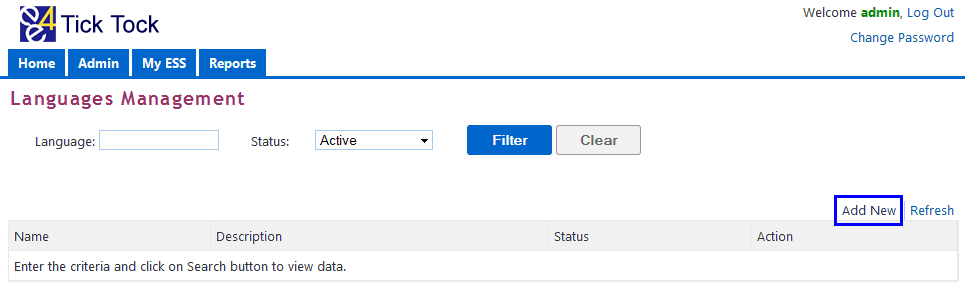 e4e Tick Tock
Welcome admin, Log Out
Change Password
Home Admin My ESS Reports
Languages Management
Language: Status: Active Filter Clear
Add New Refresh
Name Description Status Action
Enter the criteria and click on Search button to view data.